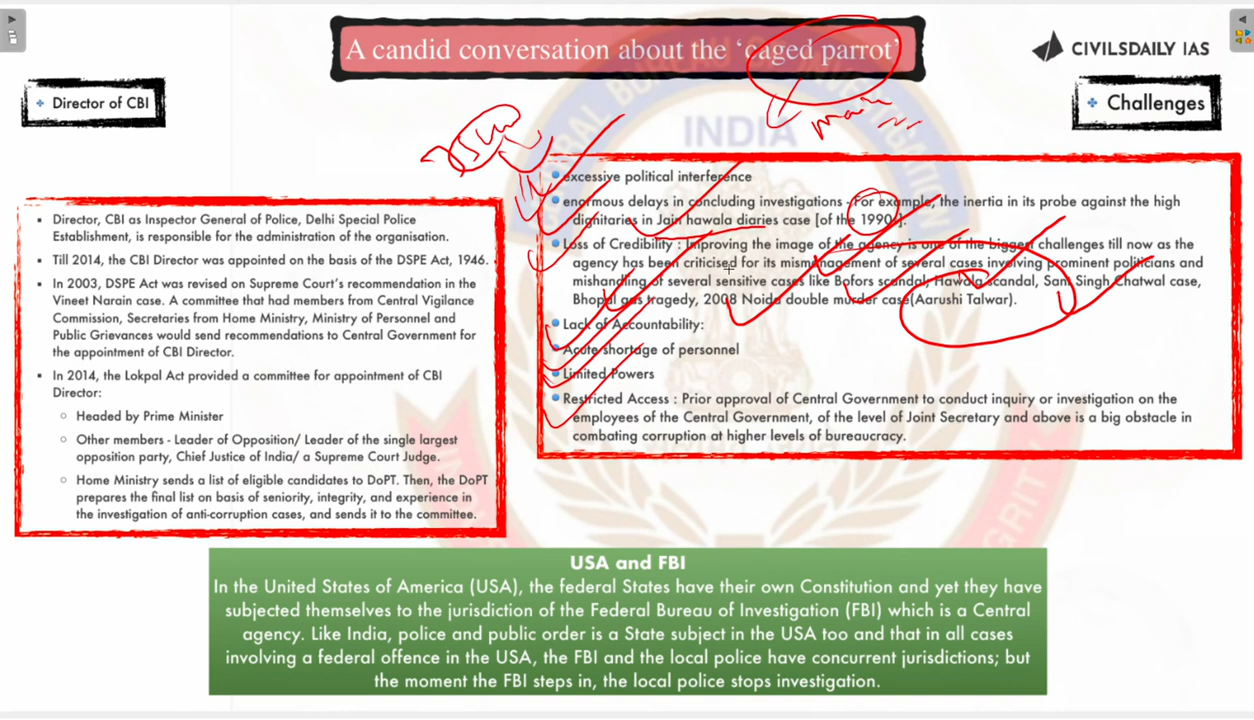 A candid conversation about the ‘caged parrot’
CIVILSDAILY IAS
Director of CBI
Challenges
INDIA
Director, CBI as Inspector General of Police, Delhi Special Police
Establishment, is responsible for the administration of the organisation.
Till 2014, the CBI Director was appointed on the basis of the DSPE Act, 1946.
In 2003, DSPE Act was revised on Supreme Court's recommendation in the
Vineet Narain case. A committee that had members from Central Vigilance
Commission, Secretaries from Home Ministry, Ministry of Personnel and
Public Grievances would send recommendations to Central Government for
the appointment of CBI Director.
In 2014, the Lokpal Act provided a committee for appointment of CBI
Director:
Headed by Prime Minister
Other members - Leader of Opposition/ Leader of the single largest
opposition party, Chief Justice of India/ a Supreme Court Judge.
Home Ministry sends a list of eligible candidates to DoPT. Then, the DoPT
prepares the final list on basis of seniority, integrity, and experience in
the investigation of anti-corruption cases, and sends it to the committee.
excessive political interference
enormous delays in concluding investigations - For example, the inertia in its probe against the high
dignitaries in Jain hawala diaries case [of the 1990s].
Loss of Credibility : Improving the image of the agency is one of the biggest challenges till now as the
agency has been criticised for its mismanagement of several cases involving prominent politicians and
mishandling of several sensitive cases like Bofors scandal, Hawala scandal, Sant Singh Chatwal case,
Bhopal gas tragedy, 2008 Noida double murder case(Aarushi Talwar).
Lack of Accountability:
Acute shortage of personnel
Limited Powers
Restricted Access : Prior approval of Central Government to conduct inquiry or investigation on the
employees of the Central Government, of the level of Joint Secretary and above is a big obstacle in
combating corruption at higher levels of bureaucracy.
USA and FBI
In the United States of America (USA), the federal States have their own Constitution and yet they have
subjected themselves to the jurisdiction of the Federal Bureau of Investigation (FBI) which is a Central
agency. Like India, police and public order is a State subject in the USA too and that in all cases
involving a federal offence in the USA, the FBI and the local police have concurrent jurisdictions; but
the moment the FBI steps in, the local police stops investigation.